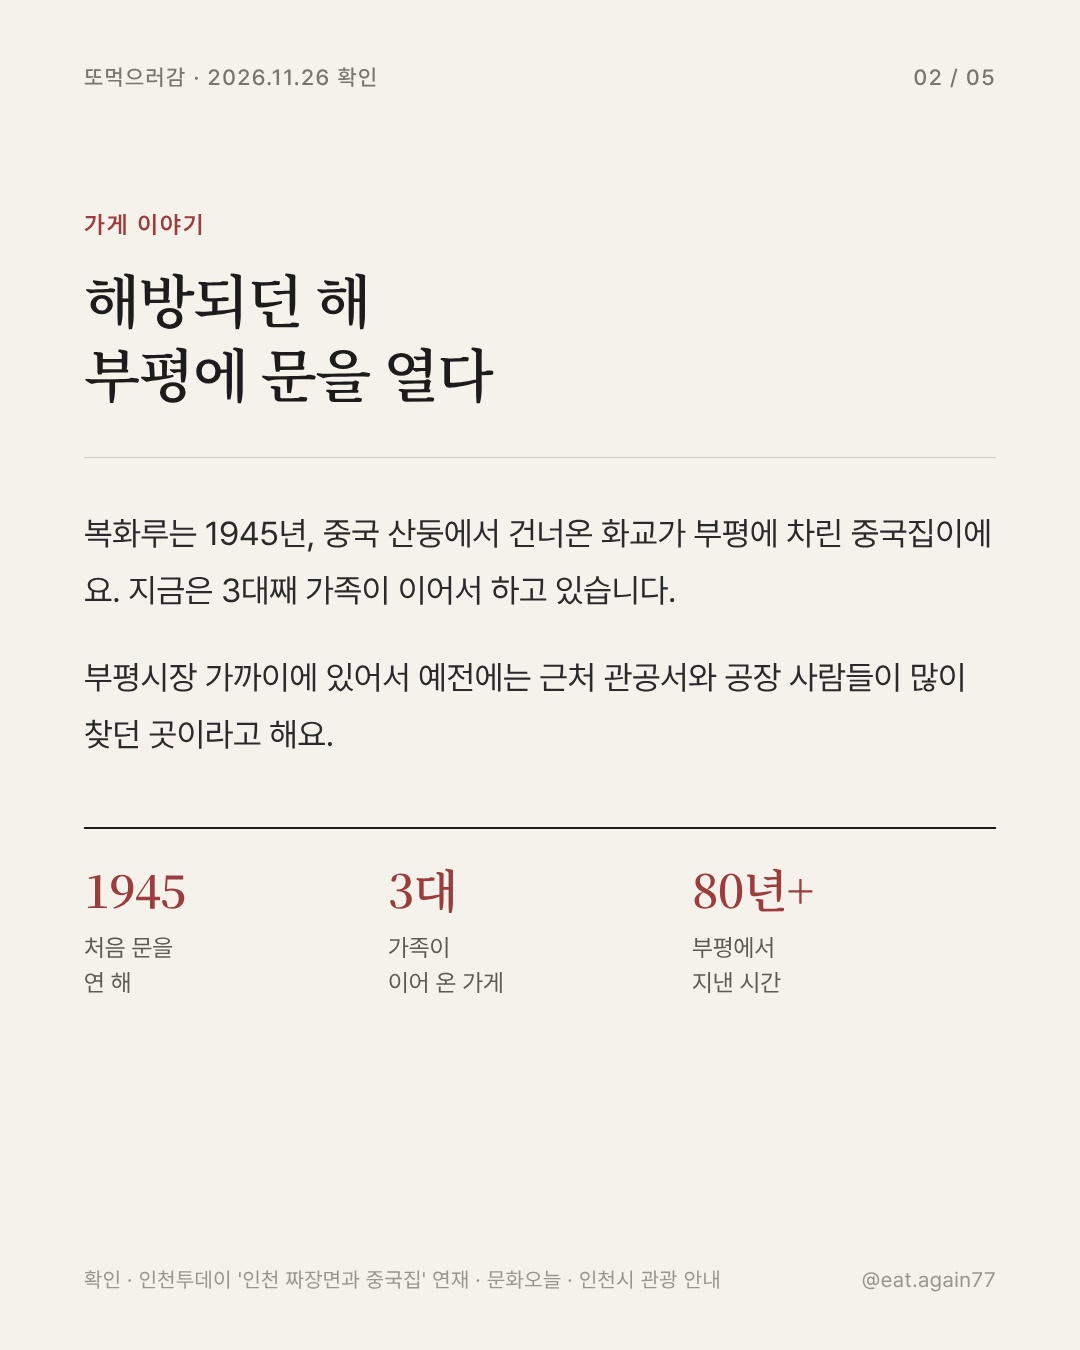 또먹으러감 · 2026.11.26 확인
02 / 05
가게 이야기
해방되던 해
부평에 문을 열다
복화루는 1945년, 중국 산둥에서 건너온 화교가 부평에 차린 중국집이에
요. 지금은 3대째 가족이 이어서 하고 있습니다.
부평시장 가까이에 있어서 예전에는 근처 관공서와 공장 사람들이 많이
찾던 곳이라고 해요.
1945
처음 문을
연 해
3대
가족이
이어 온 가게
80년+
부평에서
지낸 시간
확인 · 인천투데이 '인천 짜장면과 중국집' 연재 · 문화오늘 · 인천시 관광 안내
@eat.again77